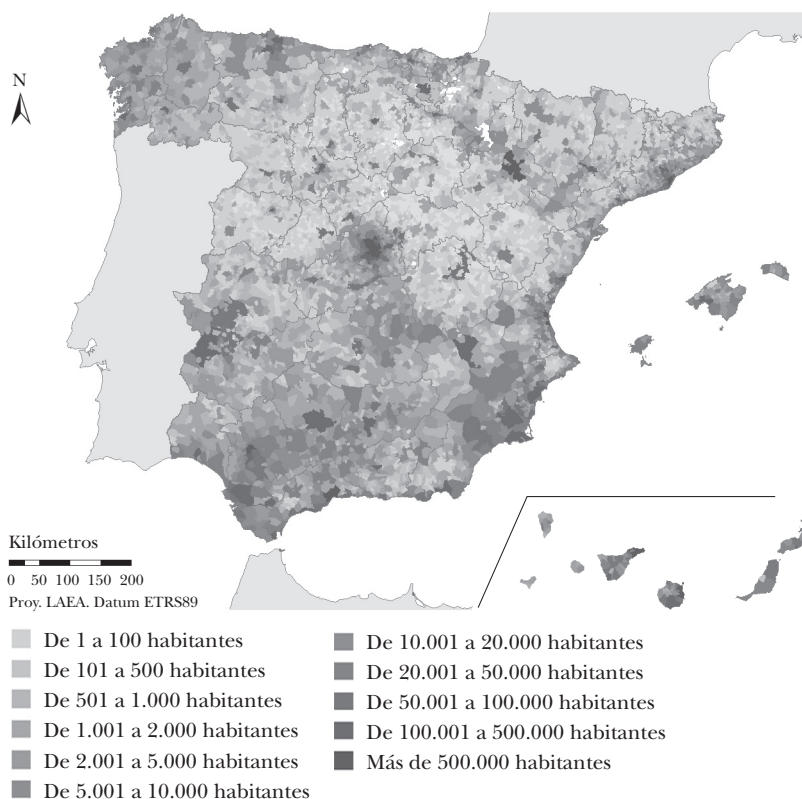 N
Kilómetros
0 50 100 150 200
Proy. LAEA. Datum ETRS89
De 1 a 100 habitantes
De 101 a 500 habitantes
De 501 a 1.000 habitantes
De 1.001 a 2.000 habitantes
De 2.001 a 5.000 habitantes
De 5.001 a 10.000 habitantes
De 10.001 a 20.000 habitantes
De 20.001 a 50.000 habitantes
De 50.001 a 100.000 habitantes
De 100.001 a 500.000 habitantes
Más de 500.000 habitantes